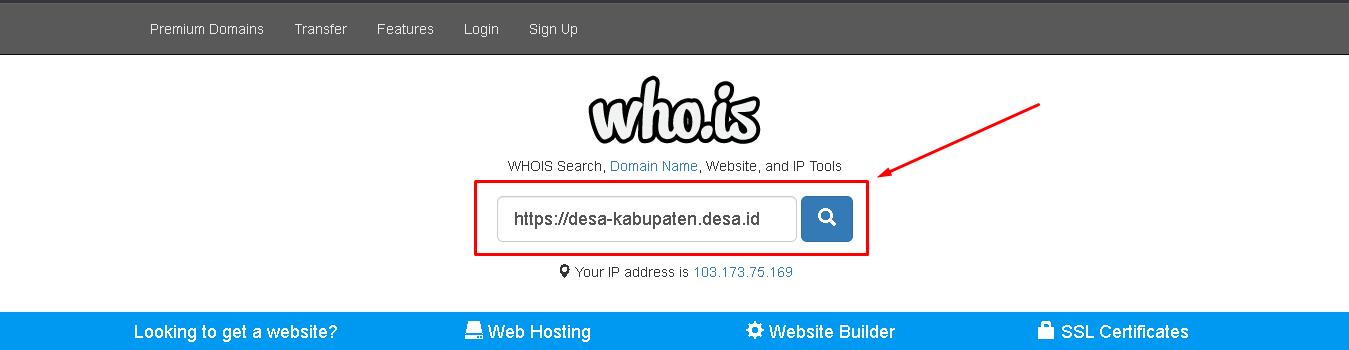 Premium Domains Transfer Features Login Sign Up
who.is
WHOIS Search, Domain Name, Website, and IP Tools
https://desa-kabupaten.desa.id
Your IP address is 103.173.75.169
Looking to get a website? Web Hosting Website Builder SSL Certificates